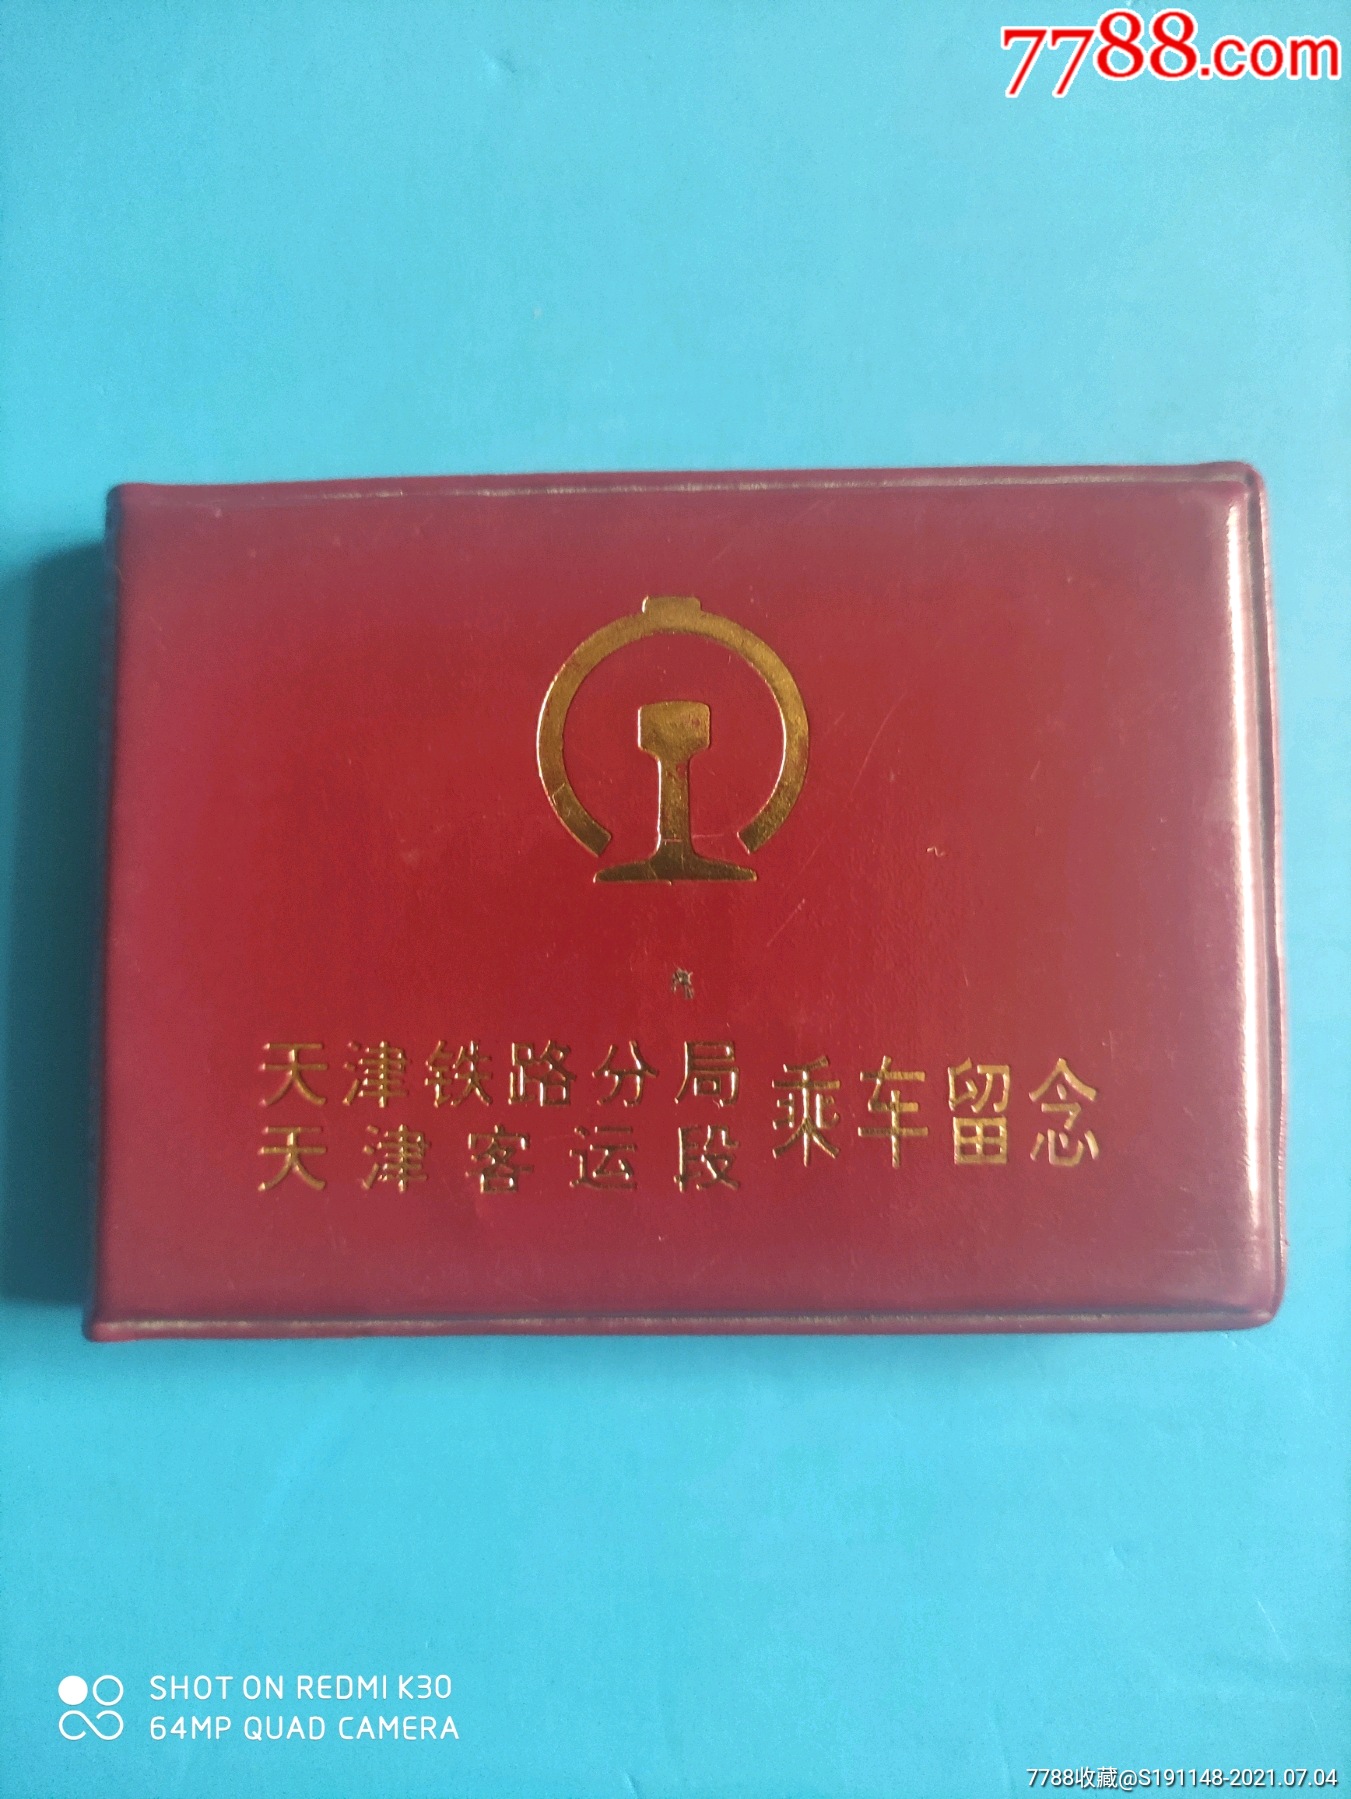 7788.com
天津铁路分局
天津客运段
乘车留念
SHOT ON REDMI K30
64MP QUAD CAMERA
7788收藏@S191148-2021.07.04